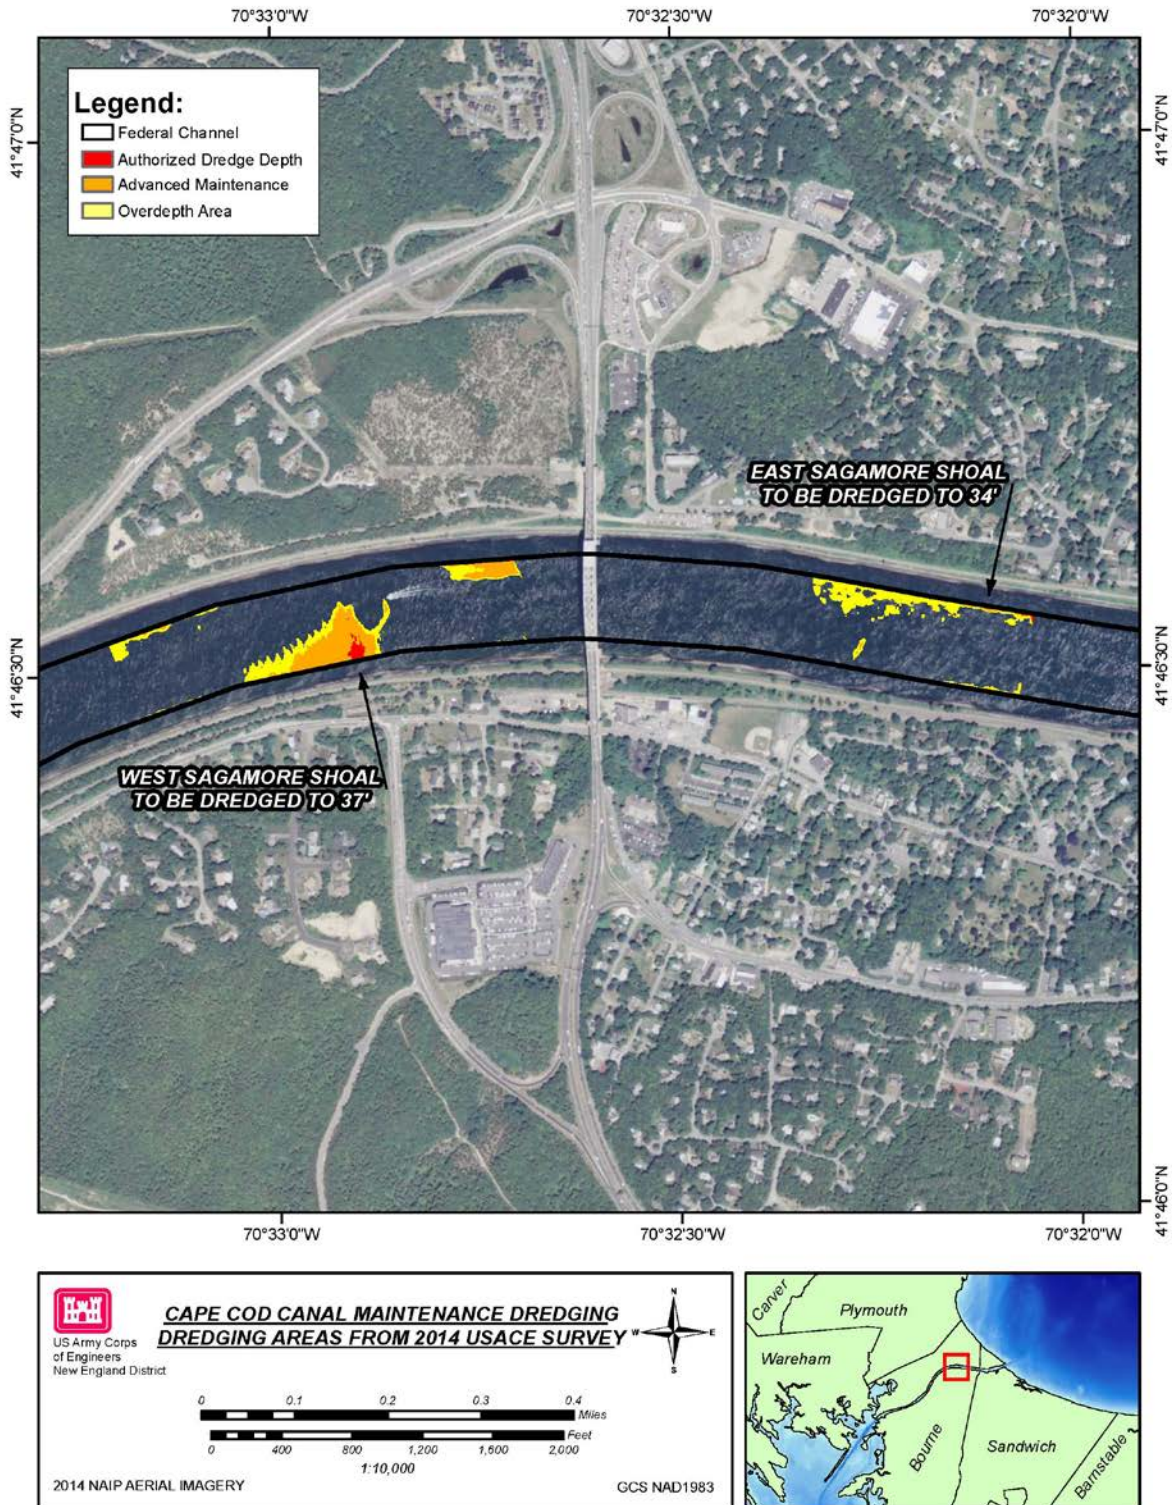 70°33'0"W 70°32'30"W 70°32'0"W
41°47'0"N
41°47'0"N
Legend:
Federal Channel
Authorized Dredge Depth
Advanced Maintenance
Overdepth Area
EAST SAGAMORE SHOAL
TO BE DREDGED TO 34'
41°46'30"N
41°46'30"N
WEST SAGAMORE SHOAL
TO BE DREDGED TO 37'
41°46'0"N
70°33'0"W 70°32'30"W 70°32'0"W
US Army Corps
of Engineers
New England District
CAPE COD CANAL MAINTENANCE DREDGING
DREDGING AREAS FROM 2014 USACE SURVEY
N
W E
S
0 0.1 0.2 0.3 0.4
Miles
Feet
0 400 800 1,200 1,600 2,000
1:10,000
2014 NAIP AERIAL IMAGERY
GCS NAD1983
Carver
Plymouth
Wareham
Bourne
Sandwich
Barnstable